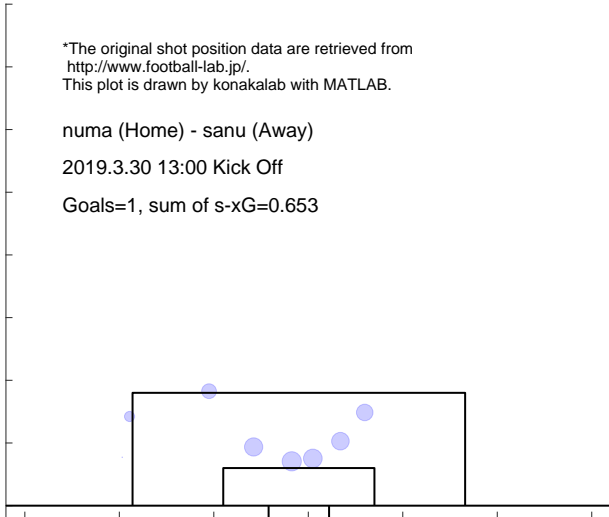 *The original shot position data are retrieved from
http://www.football-lab.jp/.
This plot is drawn by konakalab with MATLAB.
numa (Home) - sanu (Away)
2019.3.30 13:00 Kick Off
Goals=1, sum of s-xG=0.653